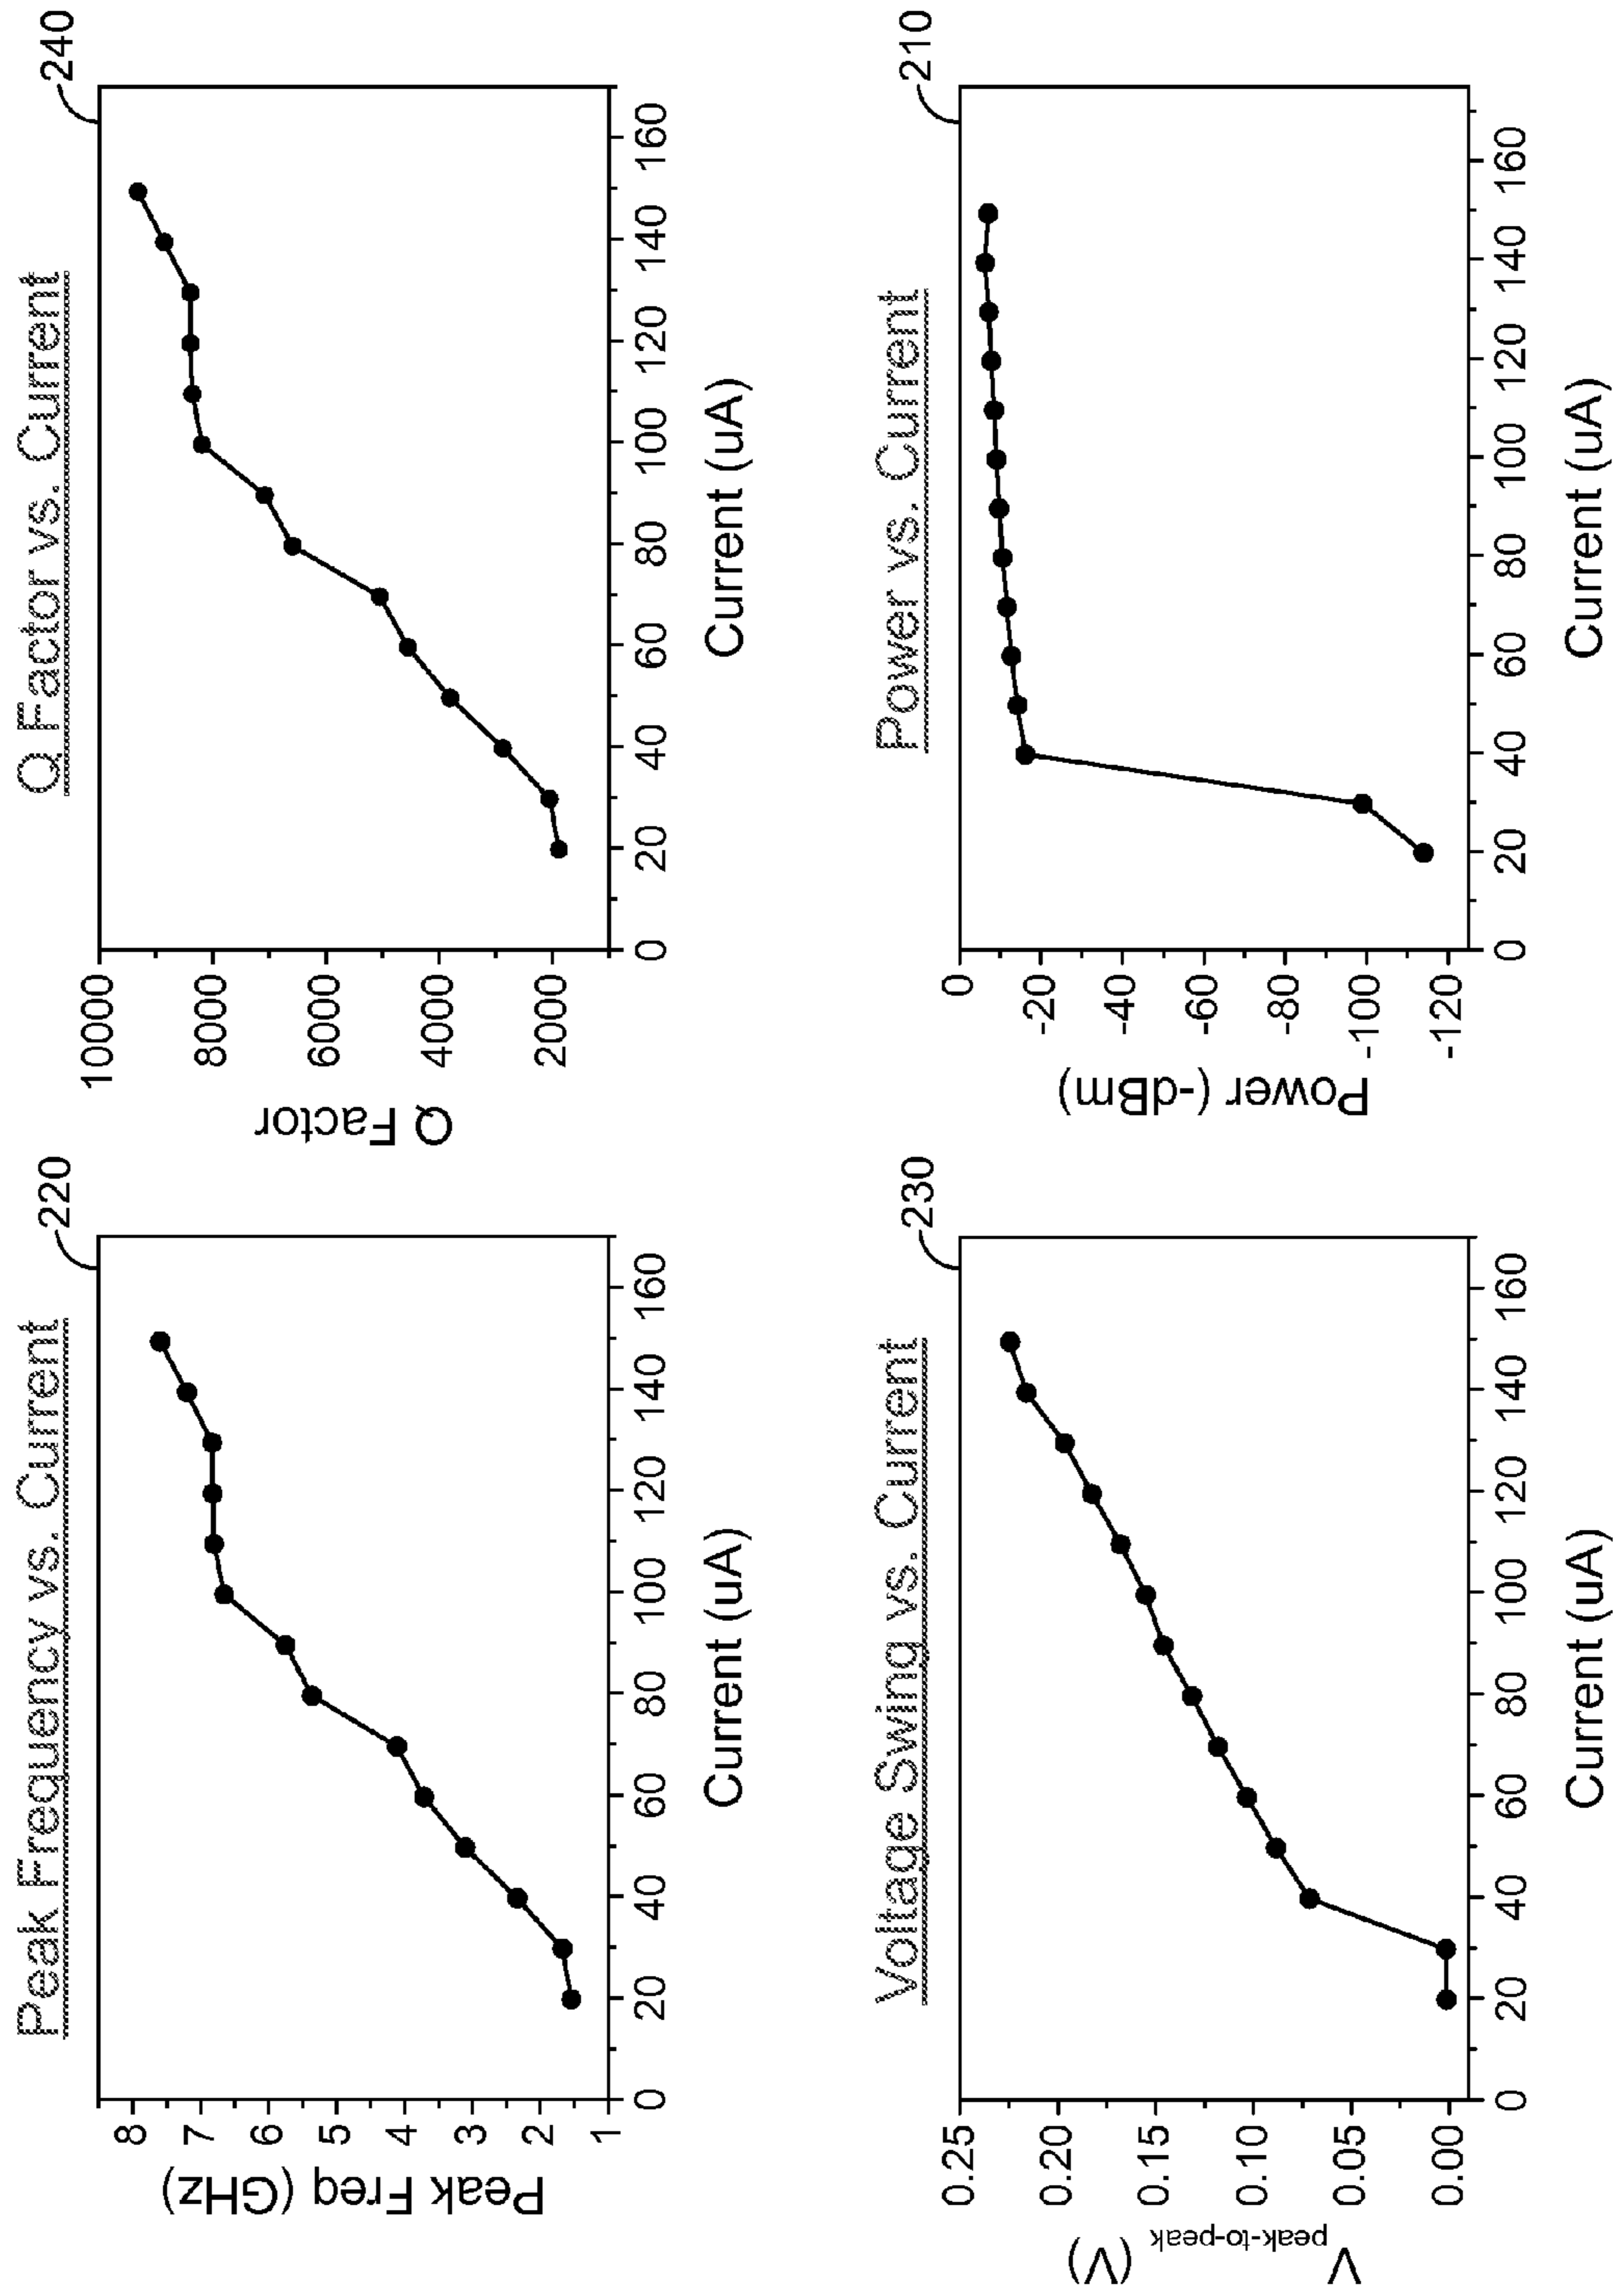 Peak Frequency vs. Current
220
Peak Freq (GHz)
8
7
6
5
4
3
2
1
0 20 40 60 80 100 120 140 160
Current (uA)
Q Factor vs. Current
240
Q Factor
10000
8000
6000
4000
2000
0 20 40 60 80 100 120 140 160
Current (uA)
Voltage Swing vs. Current
230
Vpeak-to-peak (V)
0.25
0.20
0.15
0.10
0.05
0.00
0 20 40 60 80 100 120 140 160
Current (uA)
Power vs. Current
210
Power (-dBm)
0
-20
-40
-60
-80
-100
-120
0 20 40 60 80 100 120 140 160
Current (uA)